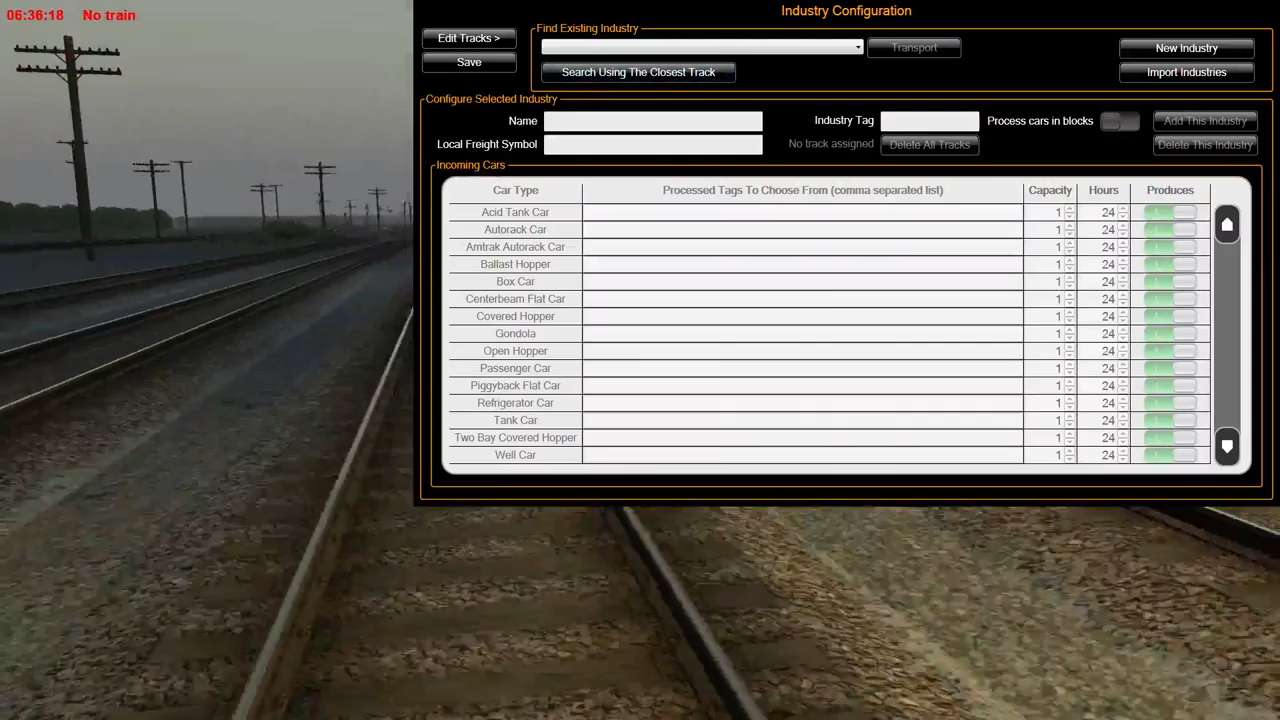 06:36:18 No train
Industry Configuration
Edit Tracks >
Save
Find Existing Industry
Transport
Search Using The Closest Track
New Industry
Import Industries
Configure Selected Industry
Name
Industry Tag
Process cars in blocks
Add This Industry
Local Freight Symbol
No track assigned
Delete All Tracks
Delete This Industry
Incoming Cars
Car Type Processed Tags To Choose From (comma separated list) Capacity Hours Produces
Acid Tank Car 1 24
Autorack Car 1 24
Amtrak Autorack Car 1 24
Ballast Hopper 1 24
Box Car 1 24
Centerbeam Flat Car 1 24
Covered Hopper 1 24
Gondola 1 24
Open Hopper 1 24
Passenger Car 1 24
Piggyback Flat Car 1 24
Refrigerator Car 1 24
Tank Car 1 24
Two Bay Covered Hopper 1 24
Well Car 1 24